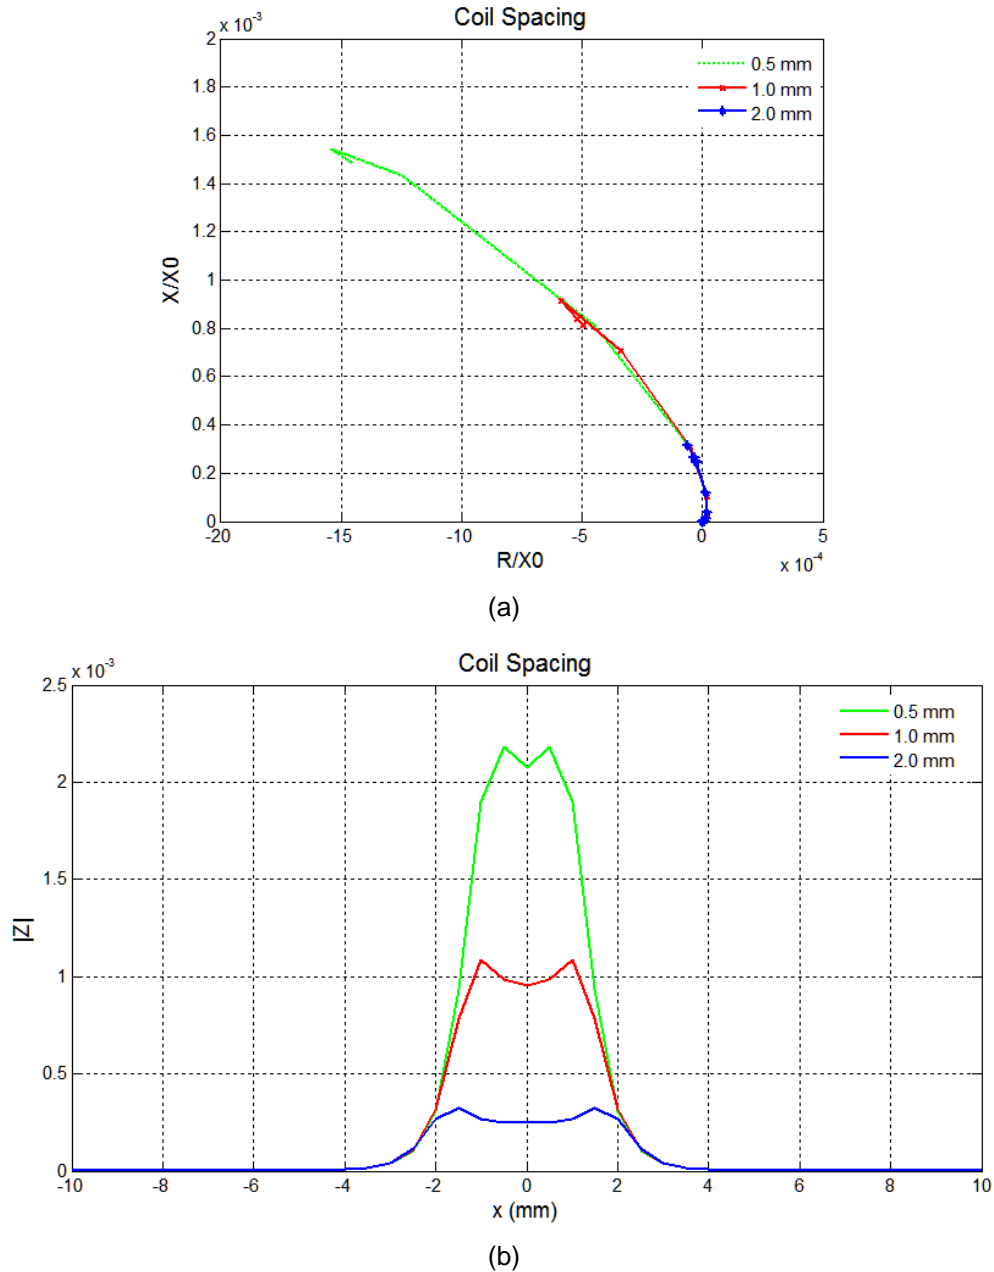 Coil Spacing
x 10-3
2
1.8
1.6
1.4
1.2
1
0.8
0.6
0.4
0.2
0
X/X0
0.5 mm
1.0 mm
2.0 mm
-20 -15 -10 -5 0 5
R/X0
x 10-4
(a)
Coil Spacing
x 10-3
2.5
2
1.5
1
0.5
0
|Z|
0.5 mm
1.0 mm
2.0 mm
-10 -8 -6 -4 -2 0 2 4 6 8 10
x (mm)
(b)